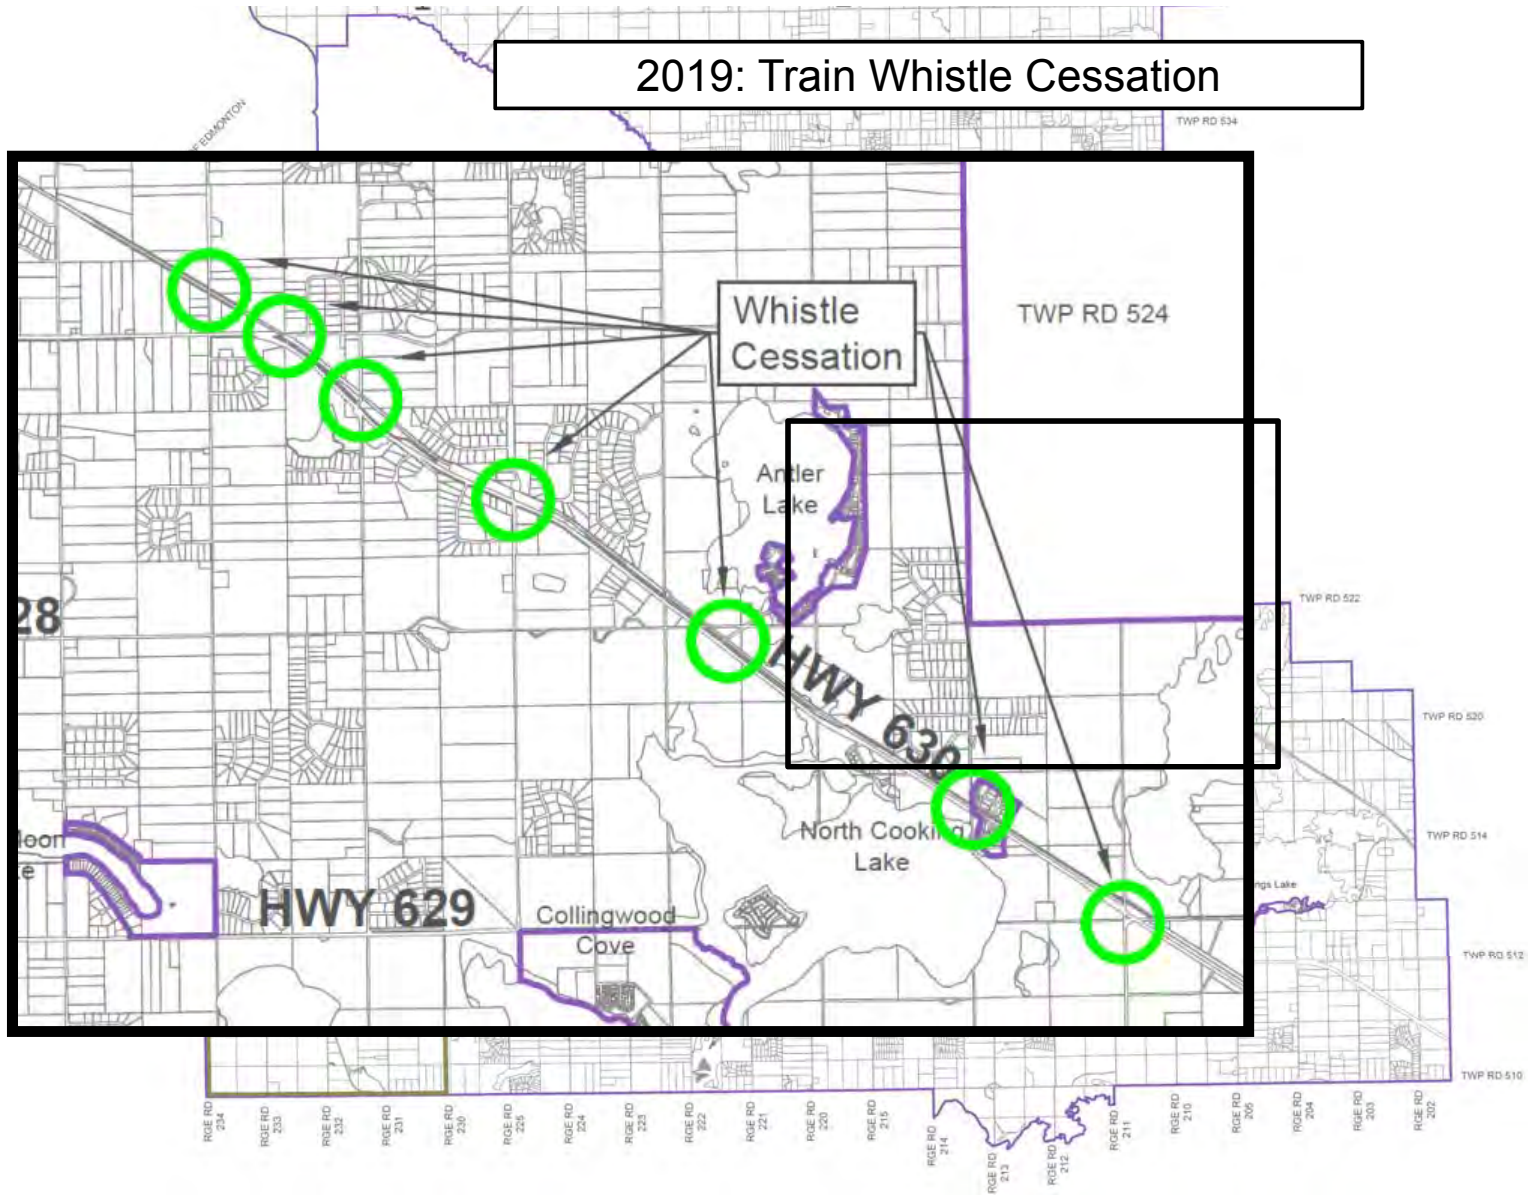 2019: Train Whistle Cessation
EDMONTON
TWP RD 534
Whistle
Cessation
TWP RD 524
Antler
Lake
28
TWP RD 522
HWY 630
TWP RD 520
North Cooking
Lake
TWP RD 514
HWY 629
Collingwood
Cove
ngs Lake
TWP RD 512
TWP RD 510
RGE RD
234
RGE RD
233
RGE RD
232
RGE RD
231
RGE RD
230
RGE RD
225
RGE RD
224
RGE RD
223
RGE RD
222
RGE RD
221
RGE RD
220
RGE RD
215
RGE RD
214
RGE RD
213
RGE RD
212
RGE RD
211
RGE RD
210
RGE RD
205
RGE RD
204
RGE RD
203
RGE RD
202